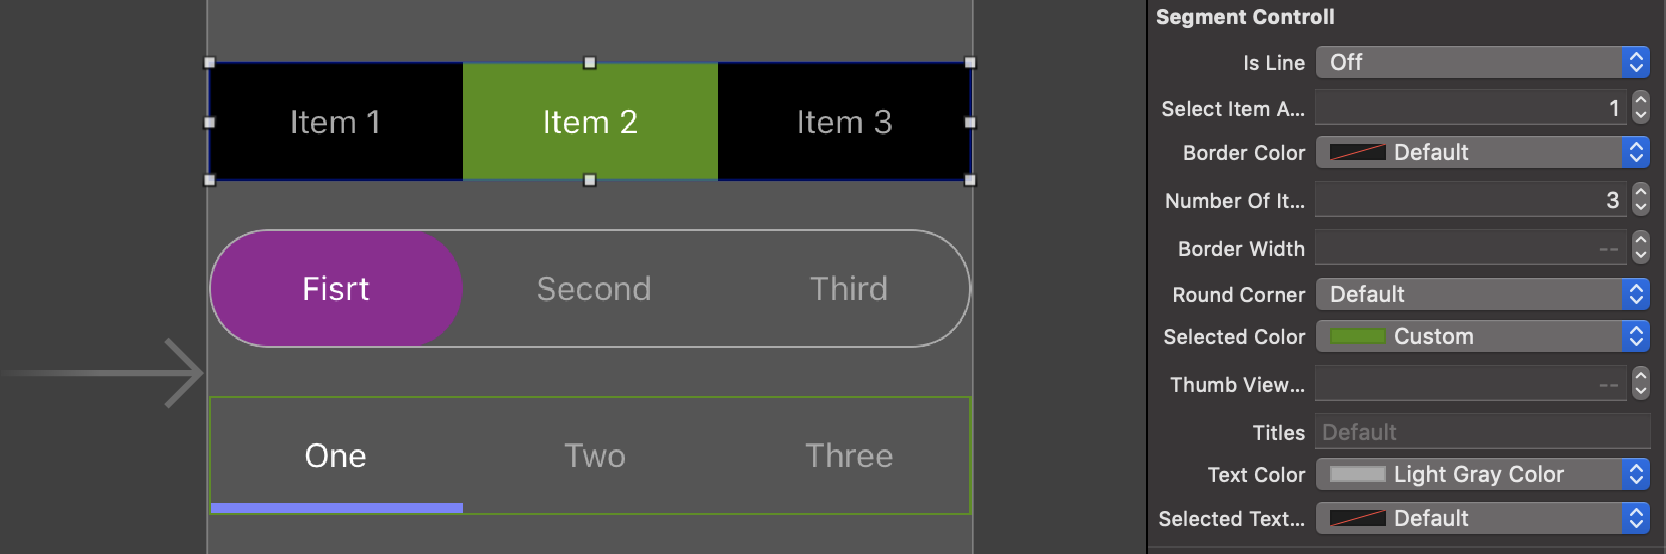 Item 1
Item 2
Item 3
Fisrt
Second
Third
One
Two
Three
Segment Controll
Is Line
Off
Select Item A...
1
Border Color
Default
Number Of It...
3
Border Width
--
Round Corner
Default
Selected Color
Custom
Thumb View...
--
Titles
Default
Text Color
Light Gray Color
Selected Text...
Default